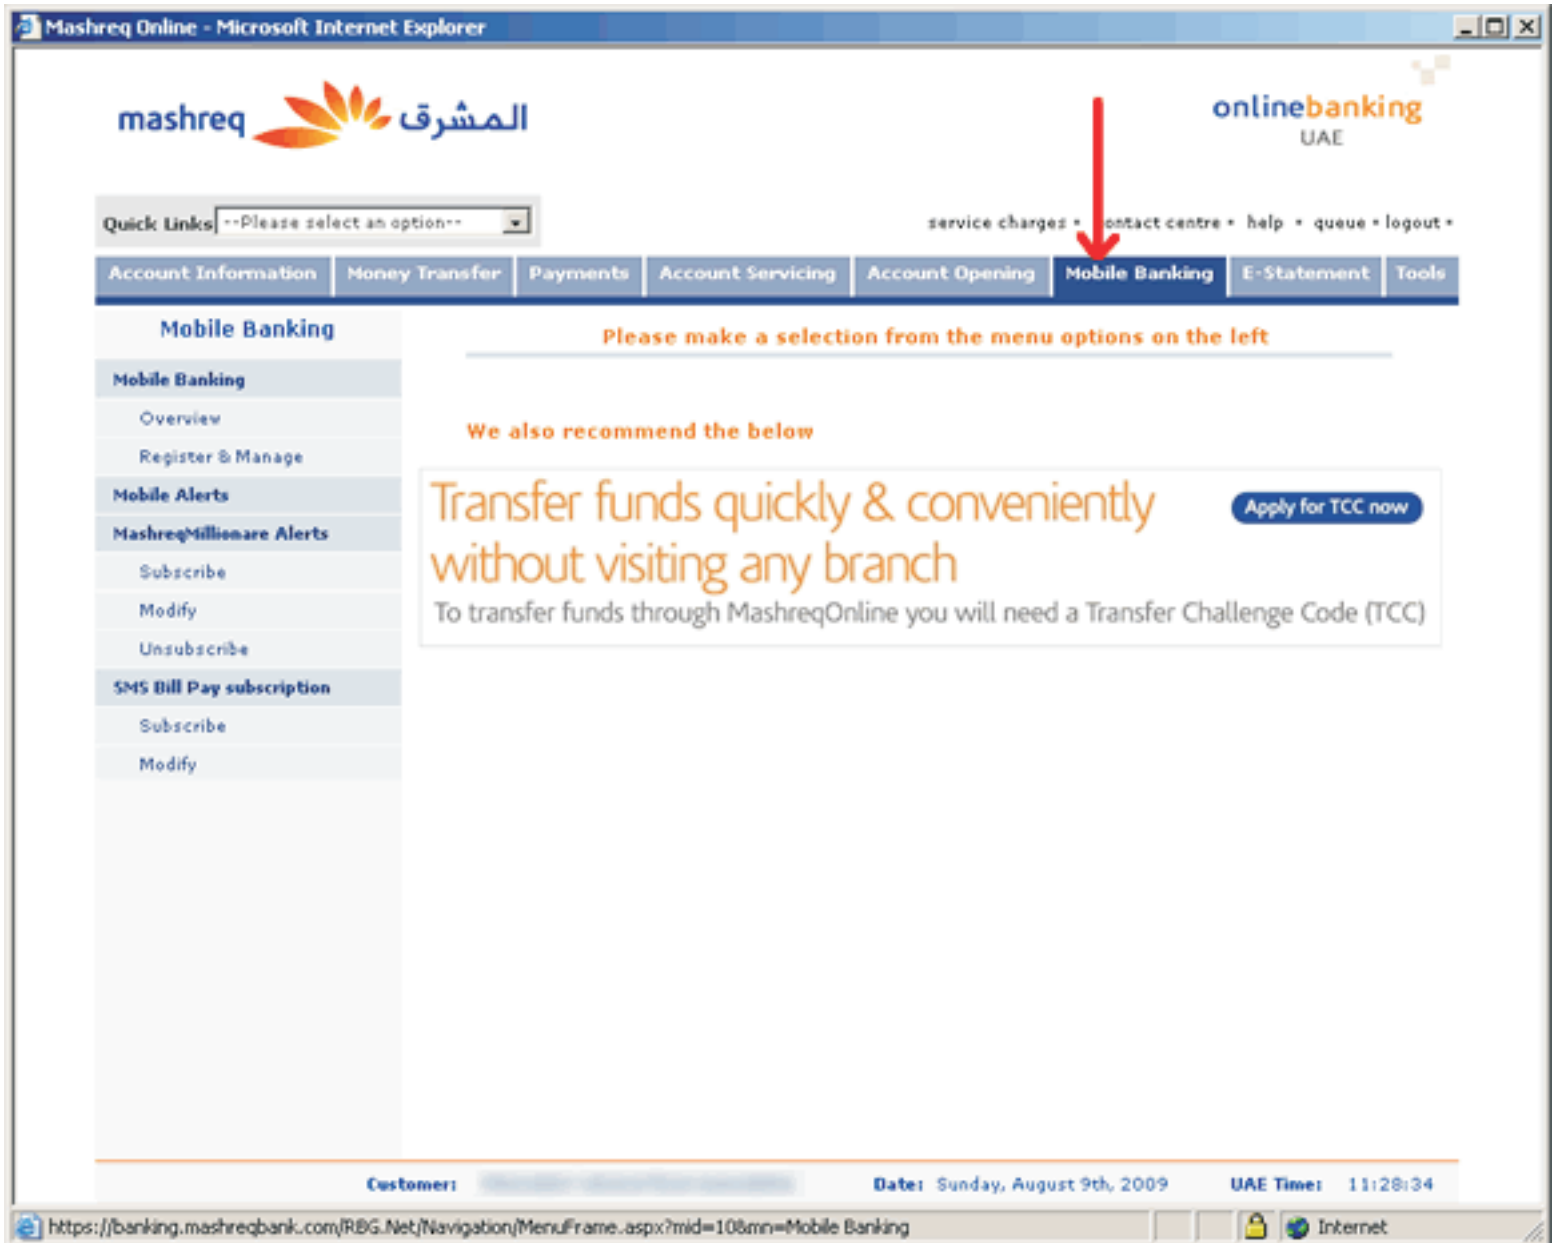 Mashreq Online - Microsoft Internet Explorer
mashreq المشرق
onlinebanking
UAE
Quick Links --Please select an option--
service charges • contact centre • help • queue • logout •
Account Information Money Transfer Payments Account Servicing Account Opening Mobile Banking E-Statement Tools
Mobile Banking
Please make a selection from the menu options on the left
Mobile Banking
Overview
Register & Manage
Mobile Alerts
MashreqMillionare Alerts
Subscribe
Modify
Unsubscribe
SMS Bill Pay subscription
Subscribe
Modify
We also recommend the below
Transfer funds quickly & conveniently
without visiting any branch
Apply for TCC now
To transfer funds through MashreqOnline you will need a Transfer Challenge Code (TCC)
Customer:
Date: Sunday, August 9th, 2009
UAE Time: 11:28:34
https://banking.mashreqbank.com/RBG.Net/Navigation/MenuFrame.aspx?mid=10&mn=Mobile Banking
Internet